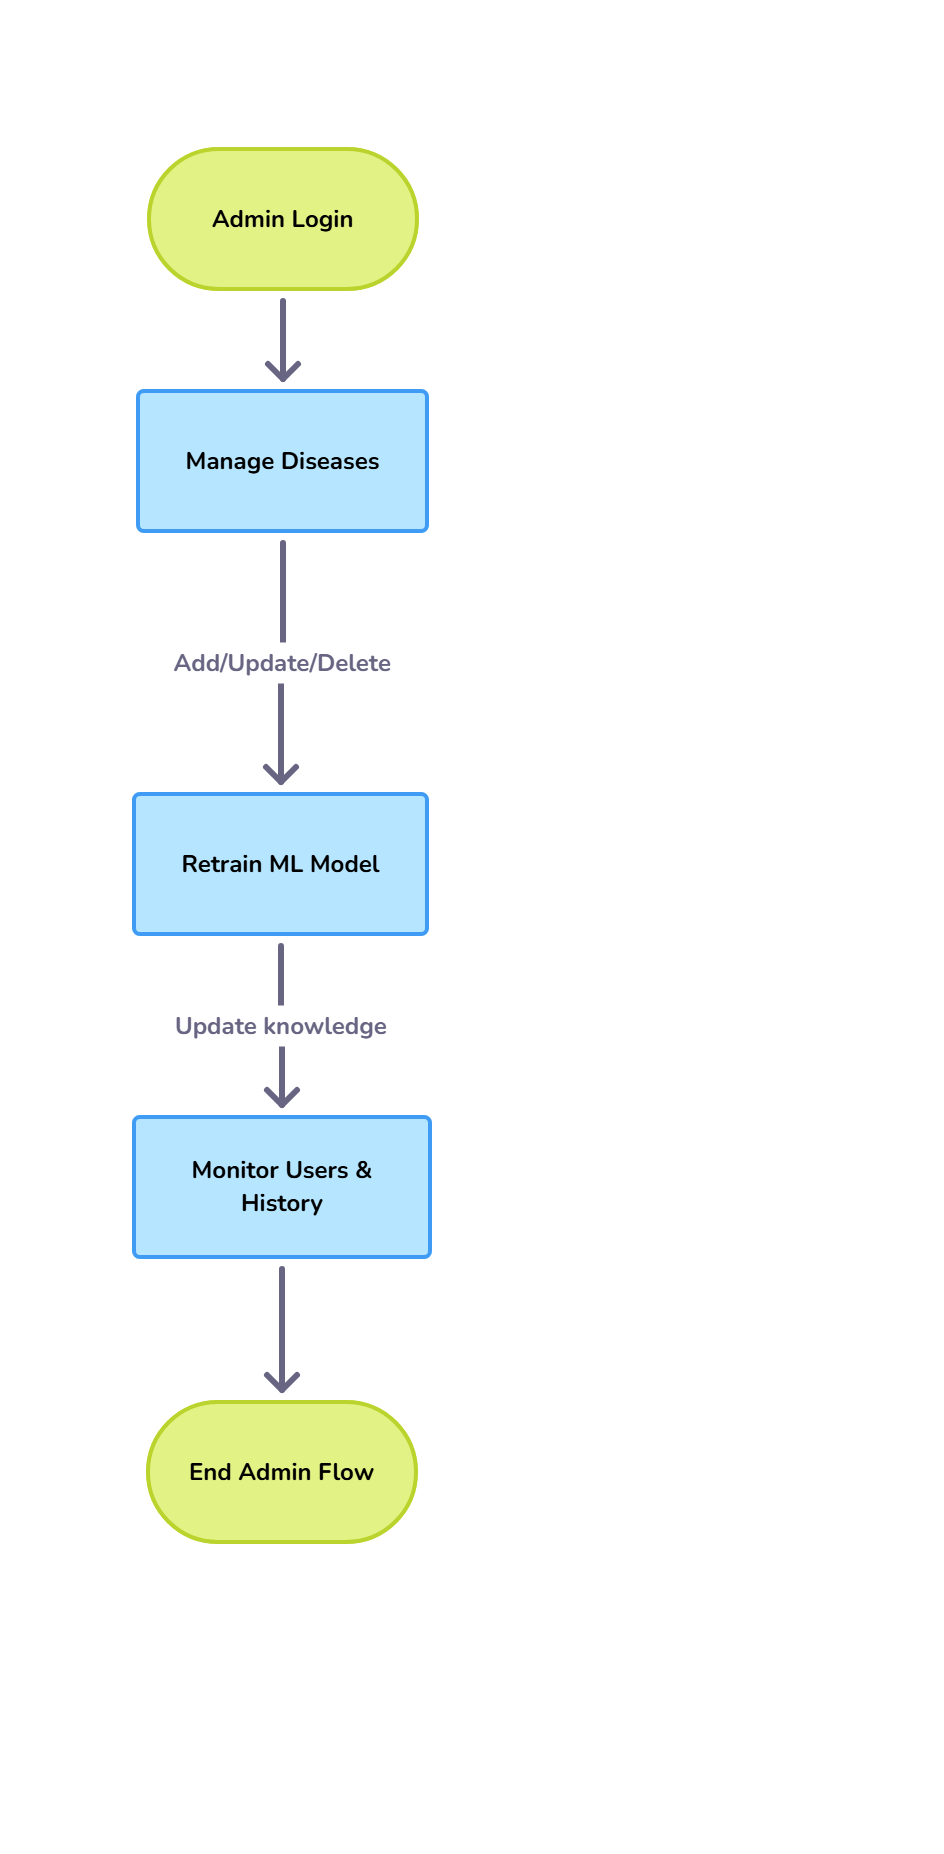 Admin Login
Manage Diseases
Add/Update/Delete
Retrain ML Model
Update knowledge
Monitor Users &
History
End Admin Flow